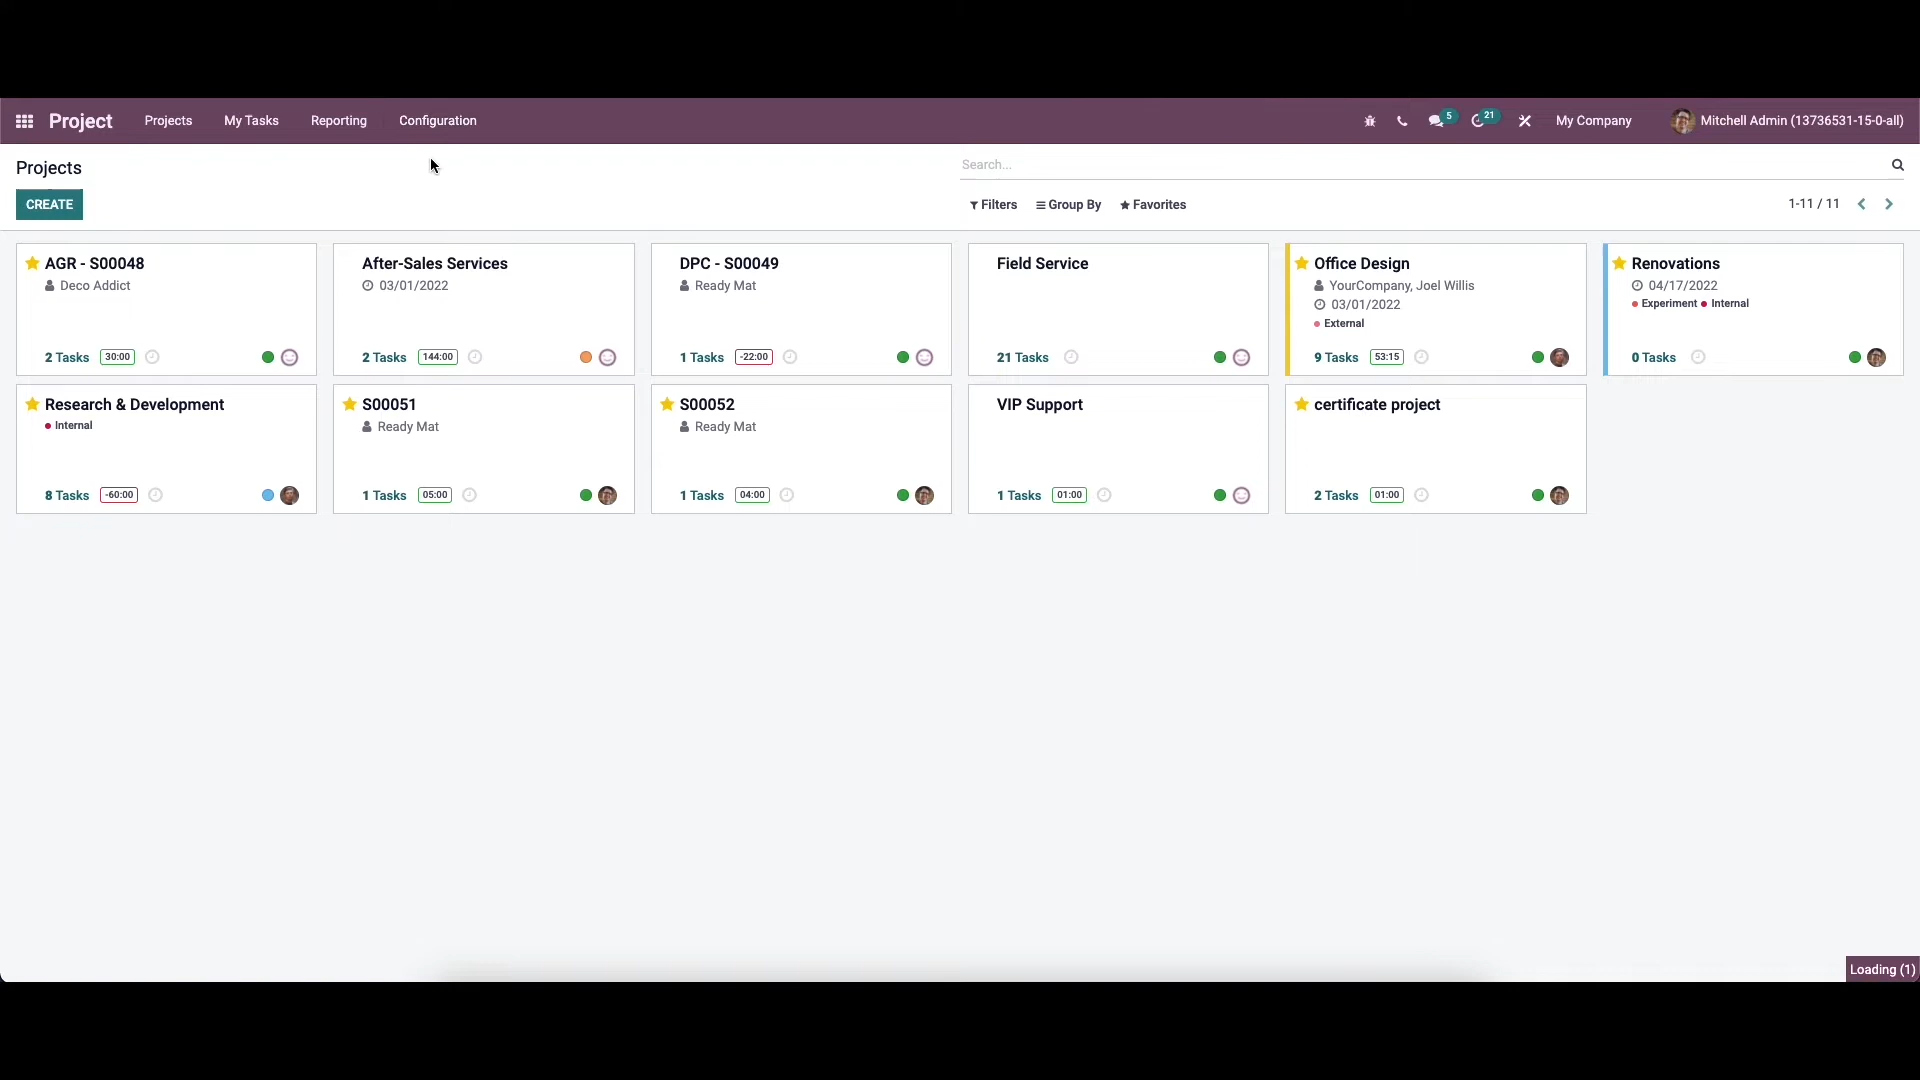 Project Projects My Tasks Reporting Configuration 5 21 My Company Mitchell Admin (13736531-15-0-all)
Projects Search...
CREATE Filters Group By Favorites 1-11 / 11
AGR - S00048
Deco Addict
2 Tasks 30:00
After-Sales Services
03/01/2022
2 Tasks 144:00
DPC - S00049
Ready Mat
1 Tasks -22:00
Field Service
21 Tasks
Office Design
YourCompany, Joel Willis
03/01/2022
External
9 Tasks 53:15
Renovations
04/17/2022
Experiment Internal
0 Tasks
Research & Development
Internal
8 Tasks -60:00
S00051
Ready Mat
1 Tasks 05:00
S00052
Ready Mat
1 Tasks 04:00
VIP Support
1 Tasks 01:00
certificate project
2 Tasks 01:00
Loading (1)